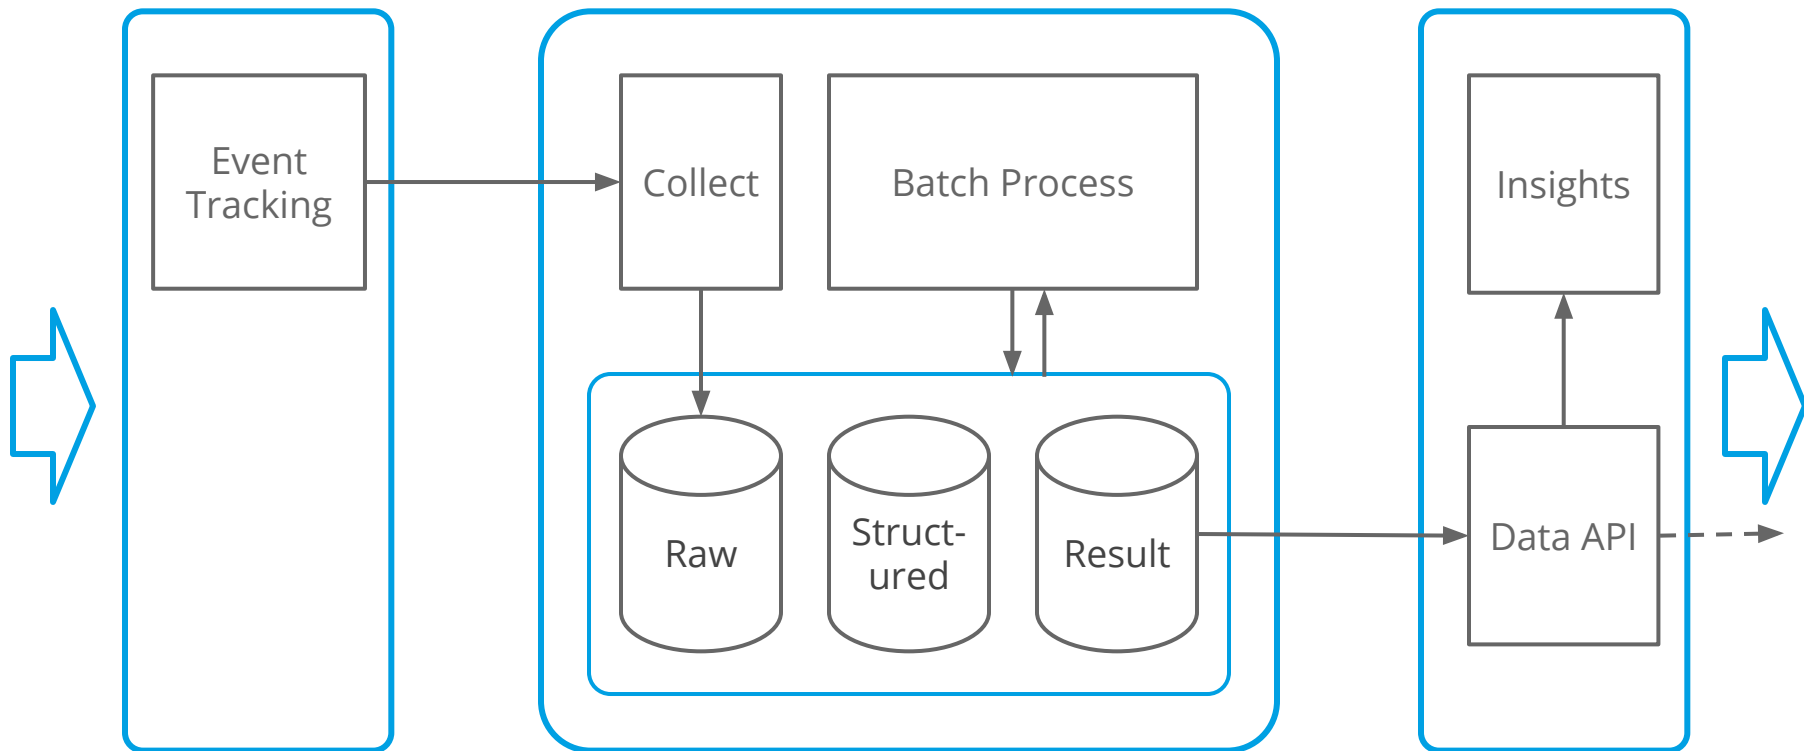 Event
Tracking
Collect
Batch Process
Insights
Raw
Struct-
ured
Result
Data API